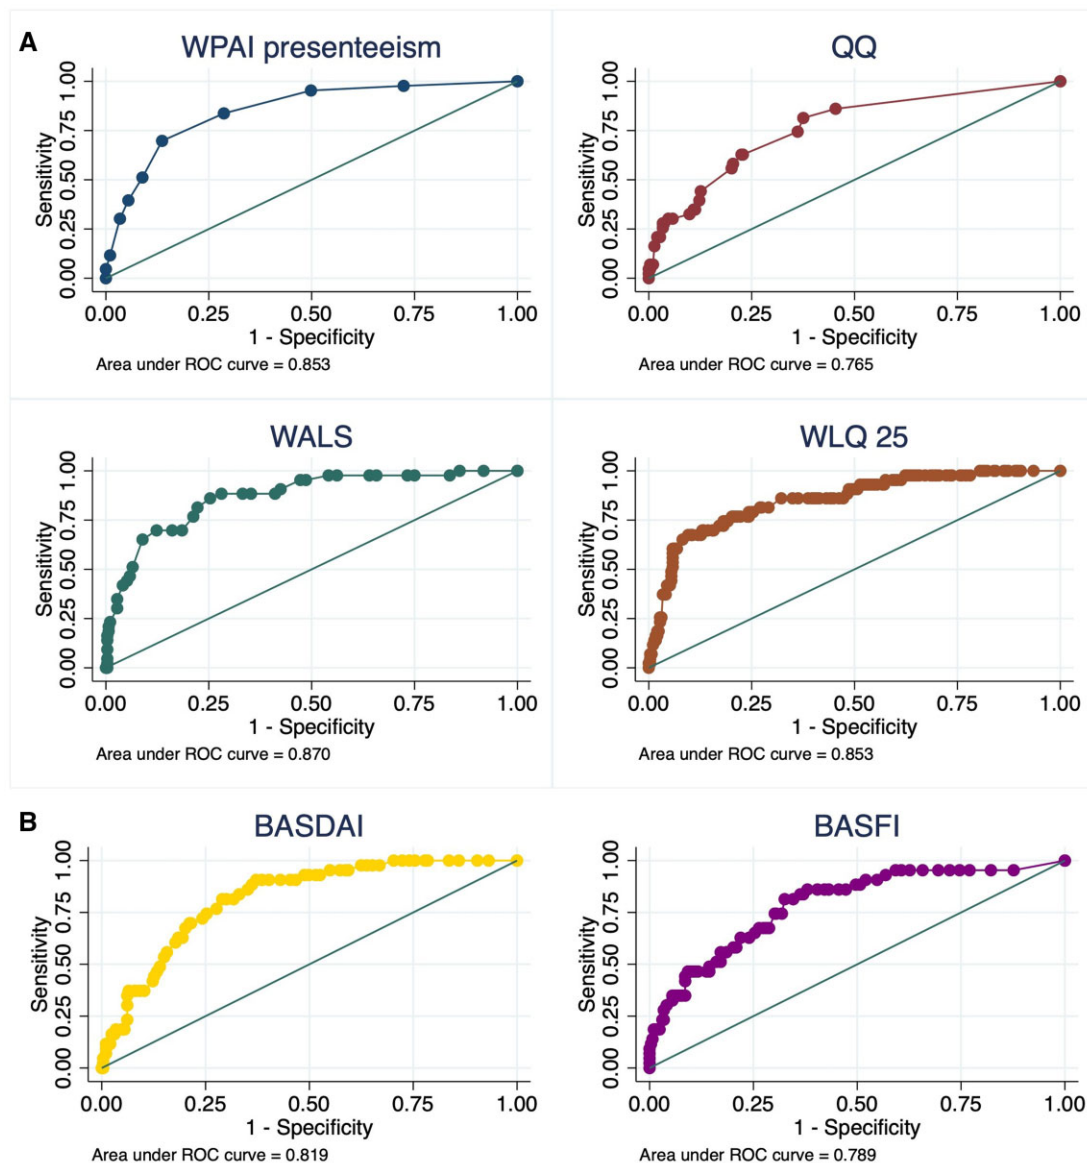 A
WPAI presenteeism
Sensitivity
1.00
0.75
0.50
0.25
0.00
0.00 0.25 0.50 0.75 1.00
1 - Specificity
Area under ROC curve = 0.853
QQ
Sensitivity
1.00
0.75
0.50
0.25
0.00
0.00 0.25 0.50 0.75 1.00
1 - Specificity
Area under ROC curve = 0.765
WALS
Sensitivity
1.00
0.75
0.50
0.25
0.00
0.00 0.25 0.50 0.75 1.00
1 - Specificity
Area under ROC curve = 0.870
WLQ 25
Sensitivity
1.00
0.75
0.50
0.25
0.00
0.00 0.25 0.50 0.75 1.00
1 - Specificity
Area under ROC curve = 0.853
B
BASDAI
Sensitivity
1.00
0.75
0.50
0.25
0.00
0.00 0.25 0.50 0.75 1.00
1 - Specificity
Area under ROC curve = 0.819
BASFI
Sensitivity
1.00
0.75
0.50
0.25
0.00
0.00 0.25 0.50 0.75 1.00
1 - Specificity
Area under ROC curve = 0.789